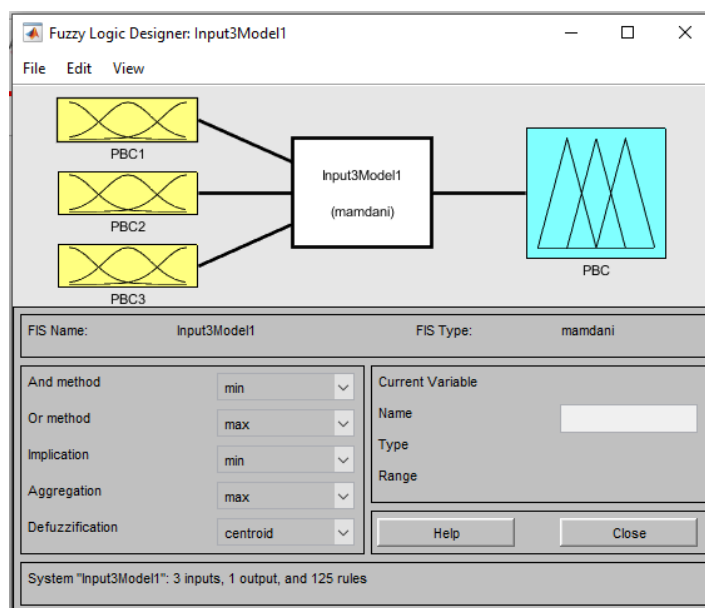 Fuzzy Logic Designer: Input3Model1
File Edit View
PBC1
PBC2
PBC3
Input3Model1
(mamdani)
PBC
FIS Name: Input3Model1 FIS Type: mamdani
And method min
Or method max
Implication min
Aggregation max
Defuzzification centroid
Current Variable
Name
Type
Range
Help Close
System "Input3Model1": 3 inputs, 1 output, and 125 rules